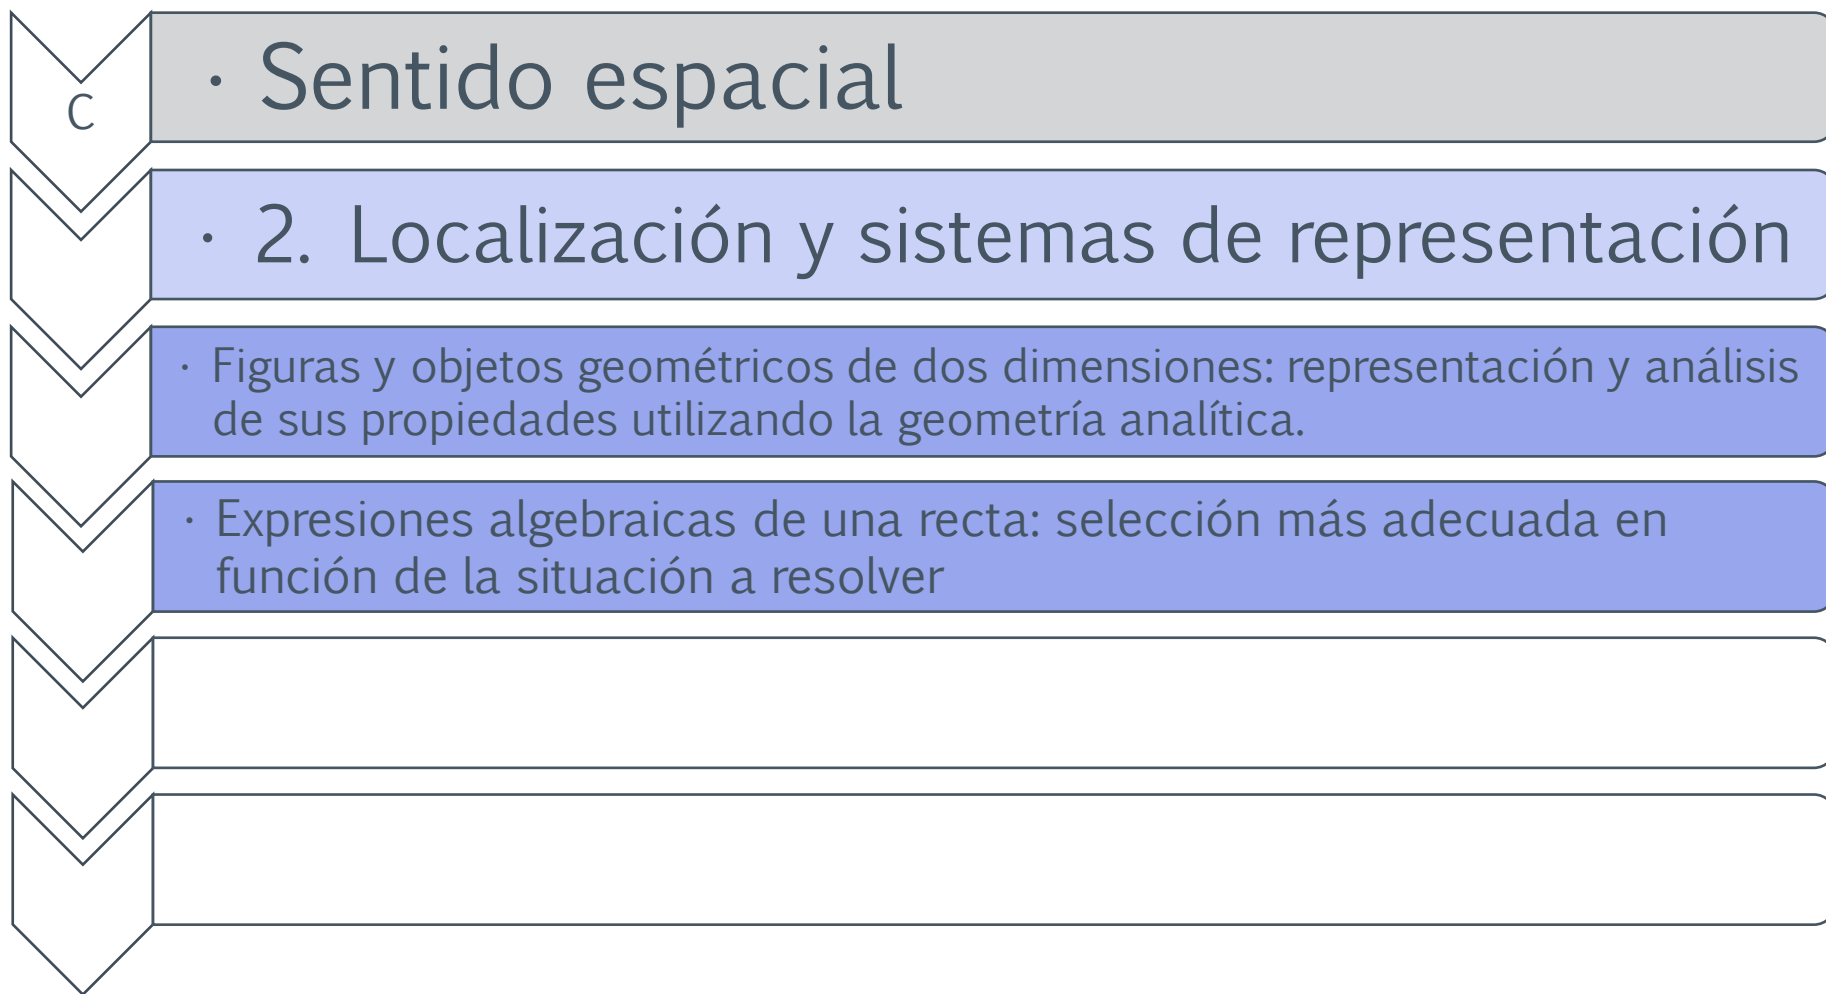 C
· Sentido espacial
· 2. Localización y sistemas de representación
· Figuras y objetos geométricos de dos dimensiones: representación y análisis
de sus propiedades utilizando la geometría analítica.
· Expresiones algebraicas de una recta: selección más adecuada en
función de la situación a resolver